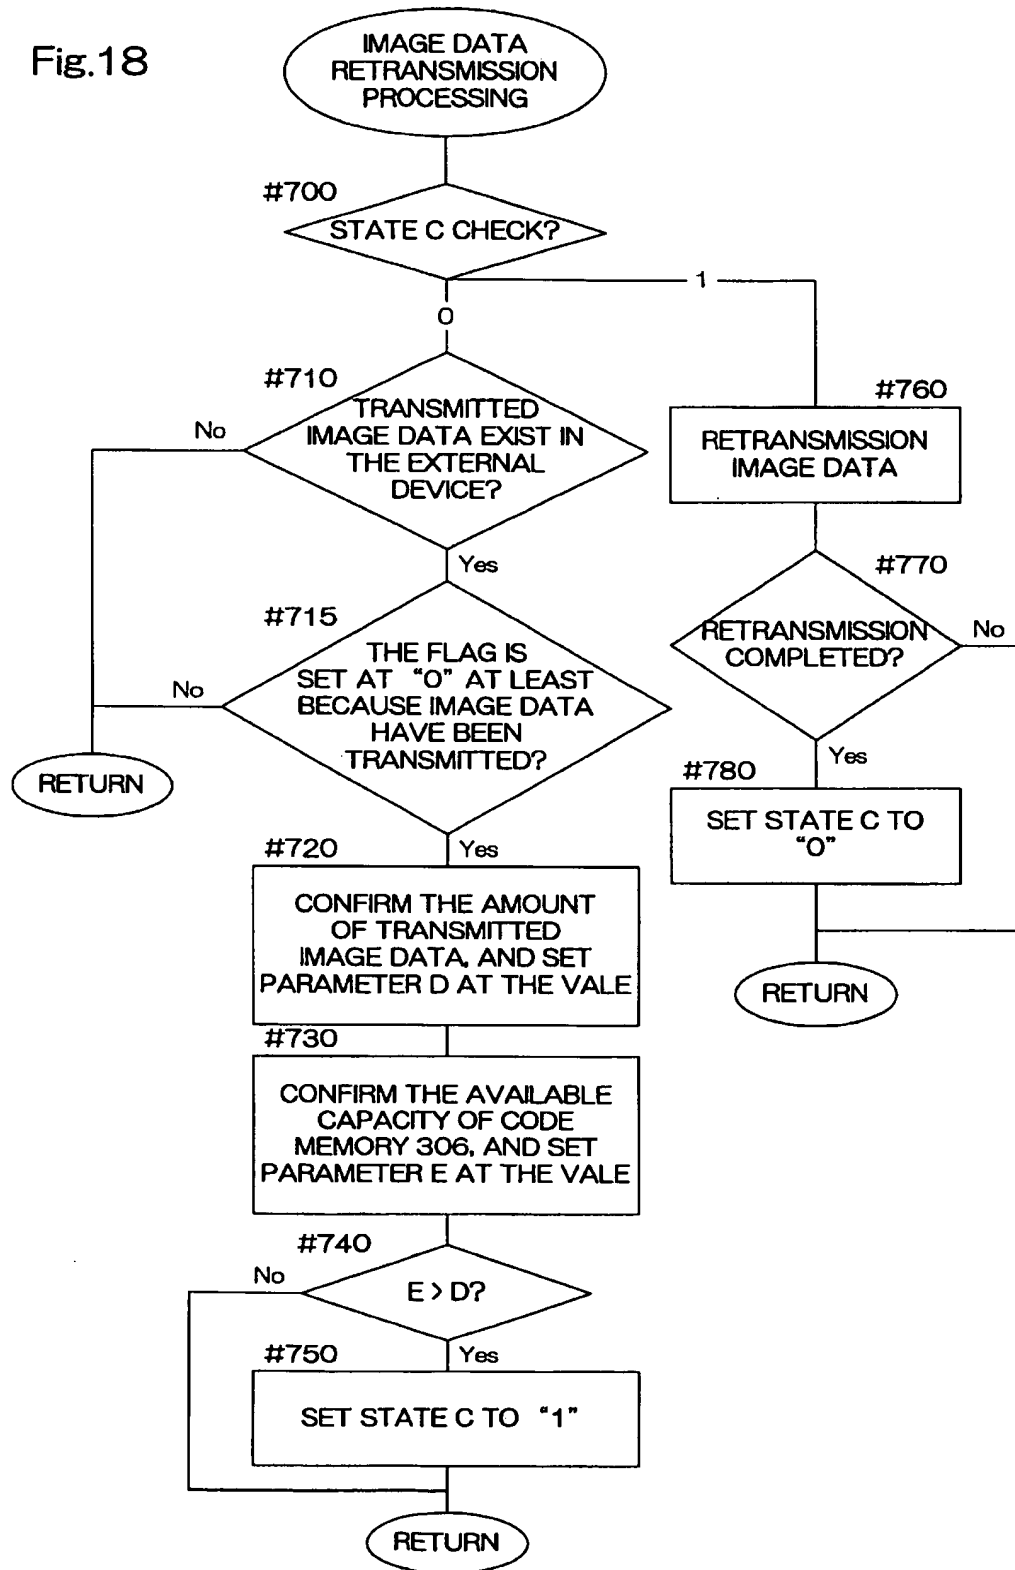 Fig.18
IMAGE DATA
RETRANSMISSION
PROCESSING
#700
STATE C CHECK?
1
0
#710
TRANSMITTED
IMAGE DATA EXIST IN
THE EXTERNAL
DEVICE?
No
Yes
#715
THE FLAG IS
SET AT "0" AT LEAST
BECAUSE IMAGE DATA
HAVE BEEN
TRANSMITTED?
No
RETURN
Yes
#720
CONFIRM THE AMOUNT
OF TRANSMITTED
IMAGE DATA, AND SET
PARAMETER D AT THE VALE
#730
CONFIRM THE AVAILABLE
CAPACITY OF CODE
MEMORY 306, AND SET
PARAMETER E AT THE VALE
#740
E > D?
No
Yes
#750
SET STATE C TO "1"
RETURN
#760
RETRANSMISSION
IMAGE DATA
#770
RETRANSMISSION
COMPLETED?
No
Yes
#780
SET STATE C TO
"0"
RETURN